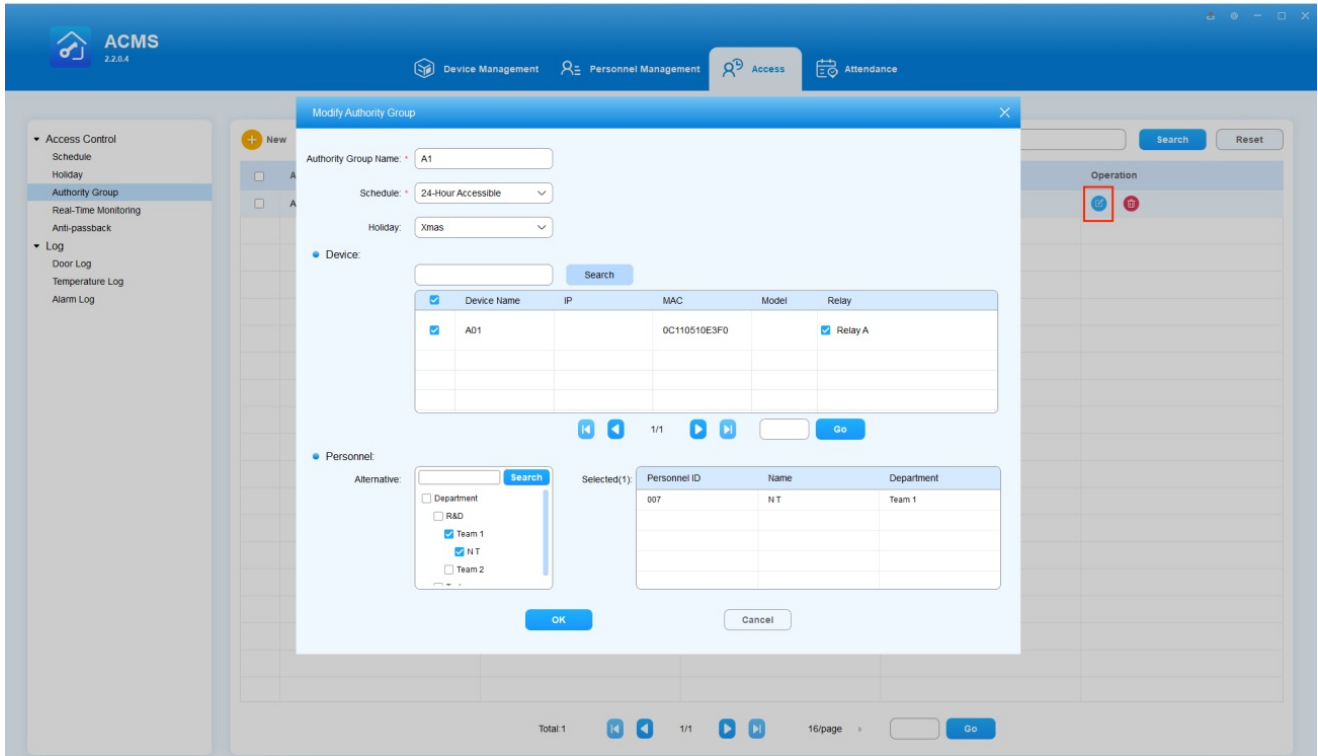 ACMS
2.2.0.4
Device Management Personnel Management Access Attendance
Access Control
Schedule
Holiday
Authority Group
Real-Time Monitoring
Anti-passback
Log
Door Log
Temperature Log
Alarm Log
New
Search Reset
A Operation
A
Modify Authority Group
Authority Group Name: * A1
Schedule: * 24-Hour Accessible
Holiday: Xmas
Device:
Search
Device Name IP MAC Model Relay
A01 0C110510E3F0 Relay A
1/1 Go
Personnel:
Alternative: Search
Department
R&D
Team 1
N T
Team 2
Selected(1): Personnel ID Name Department
007 N T Team 1
OK Cancel
Total:1 1/1 16/page Go